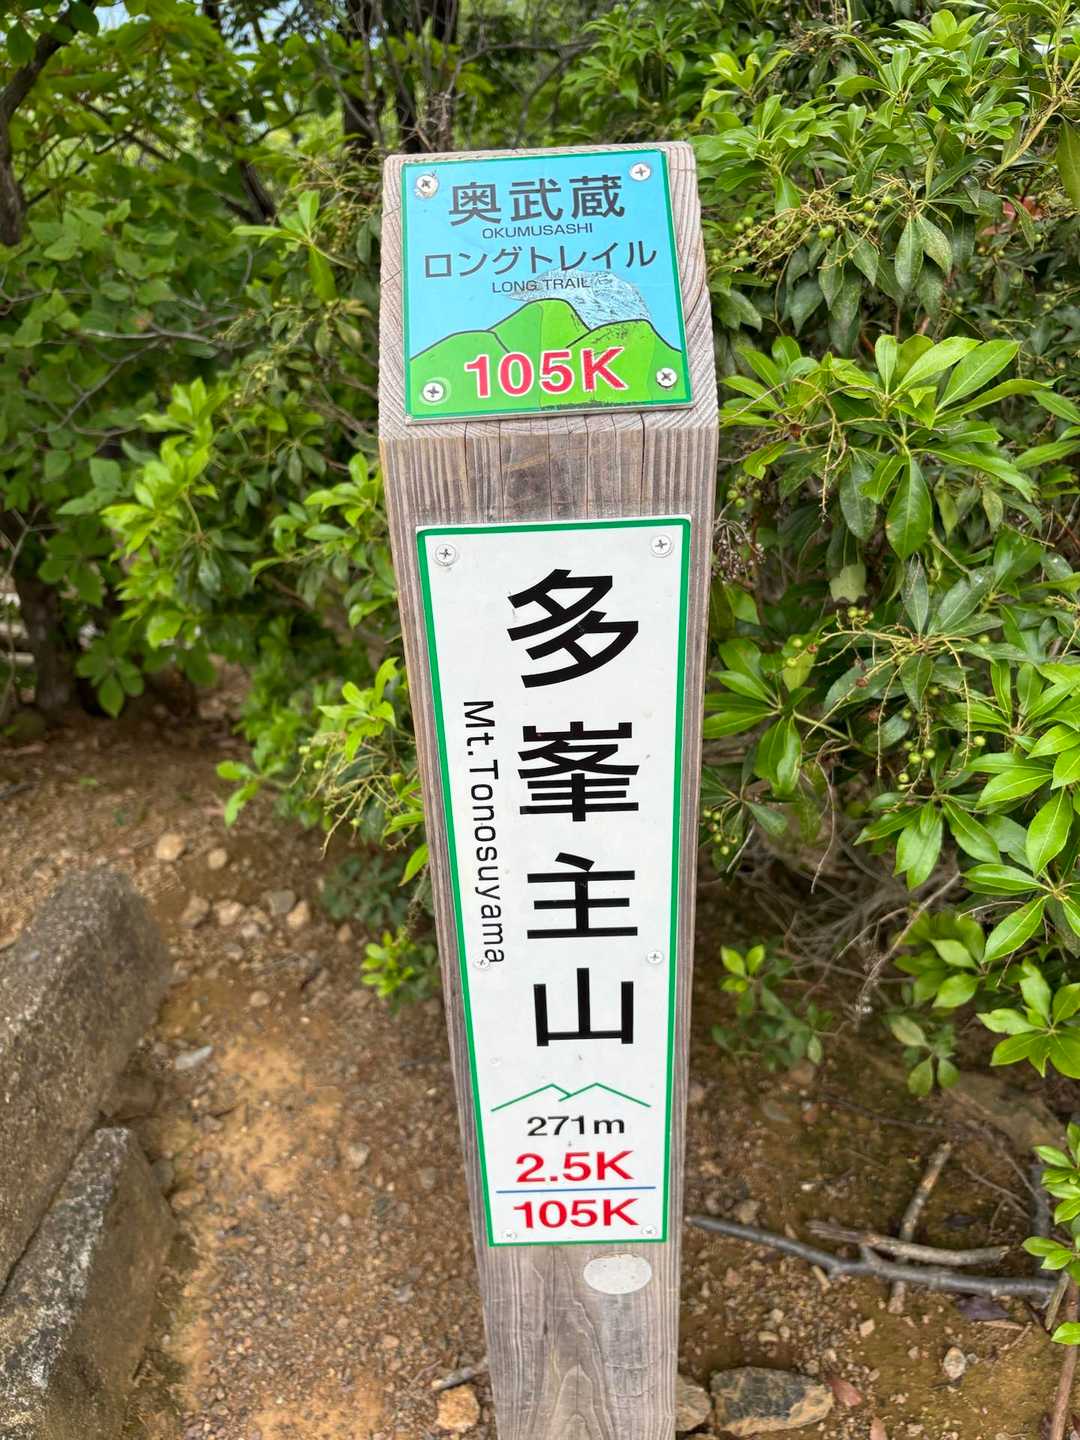 奥武蔵
OKUMUSASHI
ロングトレイル
LONG TRAIL
105K
多峯主山
Mt.Tonosuyama
271m
2.5K
105K